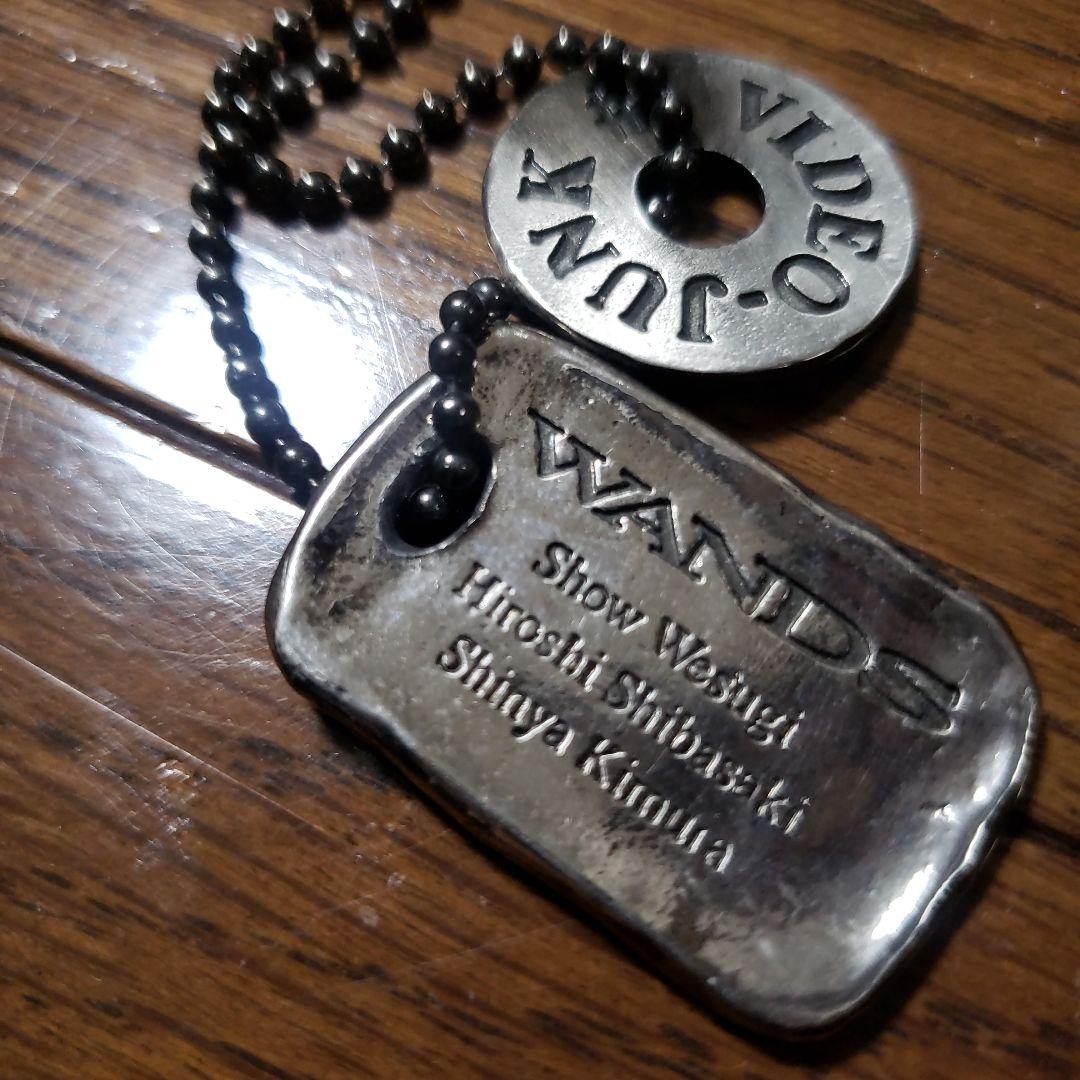 VIDEO·JUNK
WANDS
Show Wesugi
Hiroshi Shibasaki
Shinya Kimura